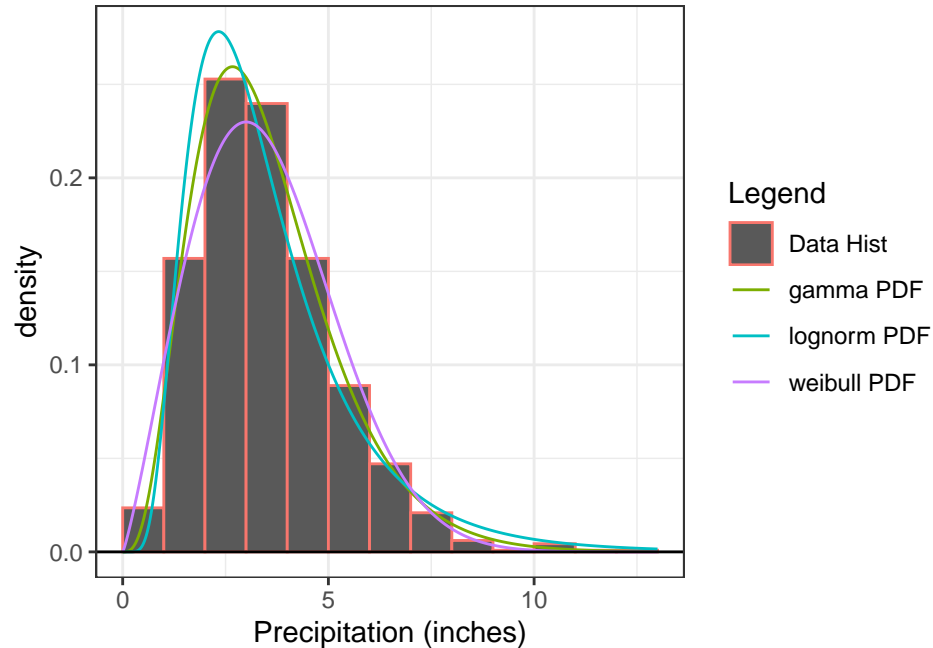 0.2
0.1
0.0
density
0
5
10
Precipitation (inches)
Legend
Data Hist
gamma PDF
lognorm PDF
weibull PDF